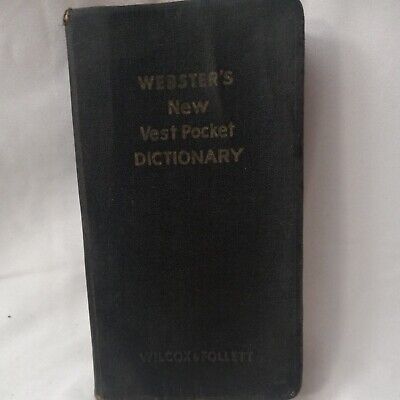 WEBSTER'S
New
Vest Pocket
DICTIONARY
WILCOX & FOLLETT